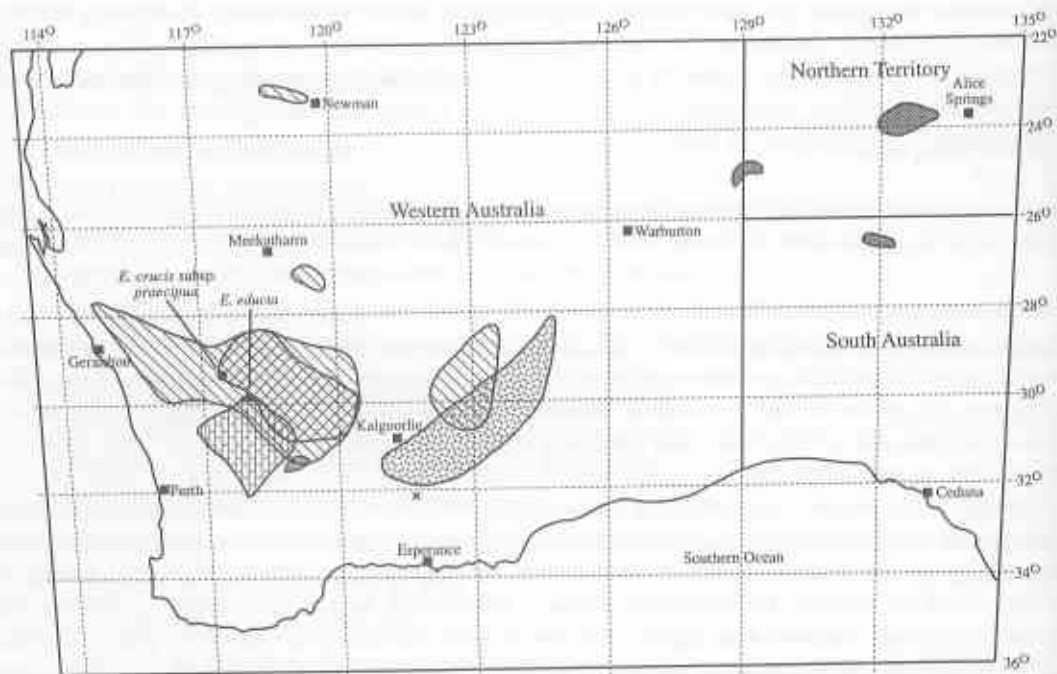 114° 117° 120° 123° 126° 129° 132° 135°
22°
Northern Territory
Alice
Springs
Newman
24°
Western Australia
26°
Meekatharra
Warburton
E. crucis subsp.
praecipua
E. educta
28°
South Australia
Geraldton
30°
Kalgoorlie
32°
Perth
Ceduna
Esperance
Southern Ocean
34°
36°